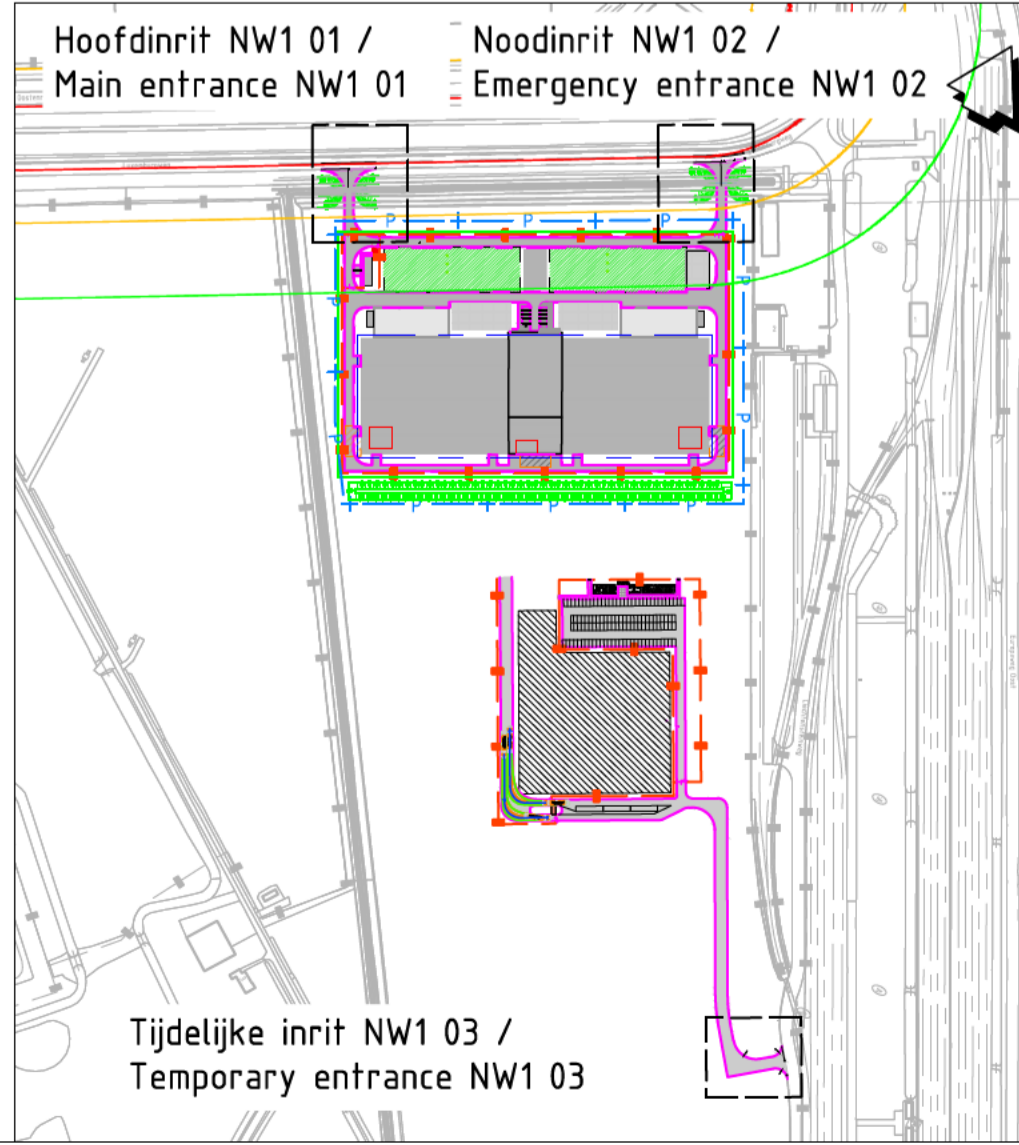 Hoofdinrit NW1 01 /
Main entrance NW1 01
Noodinrit NW1 02 /
Emergency entrance NW1 02
P P P
P P
P P
P P P
Tijdelijke inrit NW1 03 /
Temporary entrance NW1 03